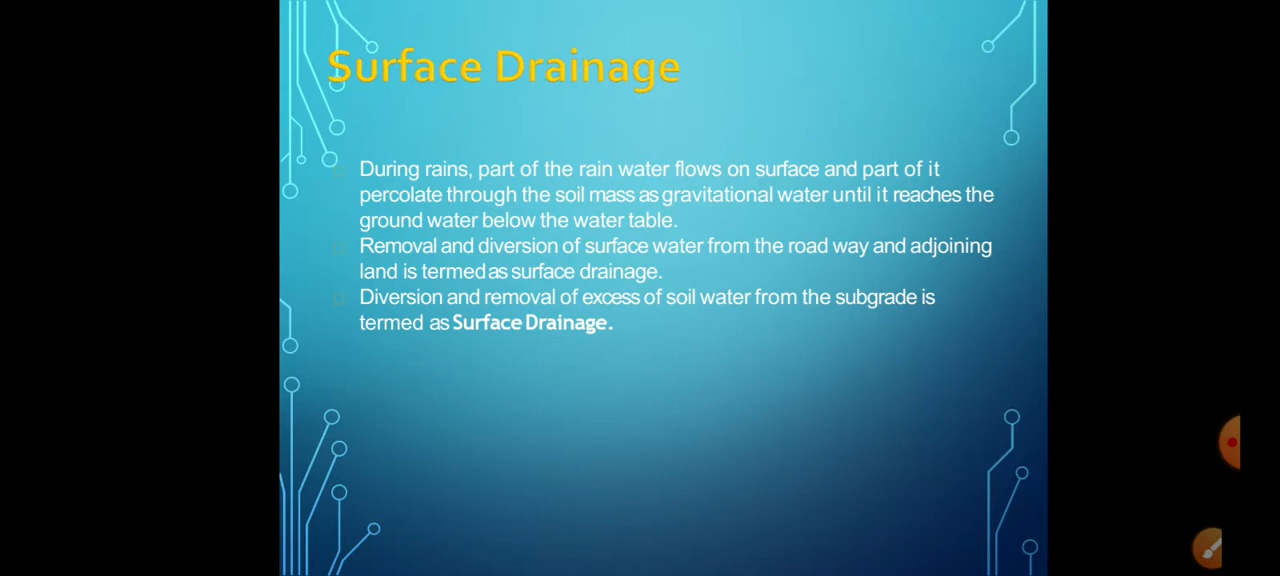 Surface Drainage
During rains, part of the rain water flows on surface and part of it
percolate through the soil mass as gravitational water until it reaches the
ground water below the water table.
Removal and diversion of surface water from the road way and adjoining
land is termed as surface drainage.
Diversion and removal of excess of soil water from the subgrade is
termed as Surface Drainage.